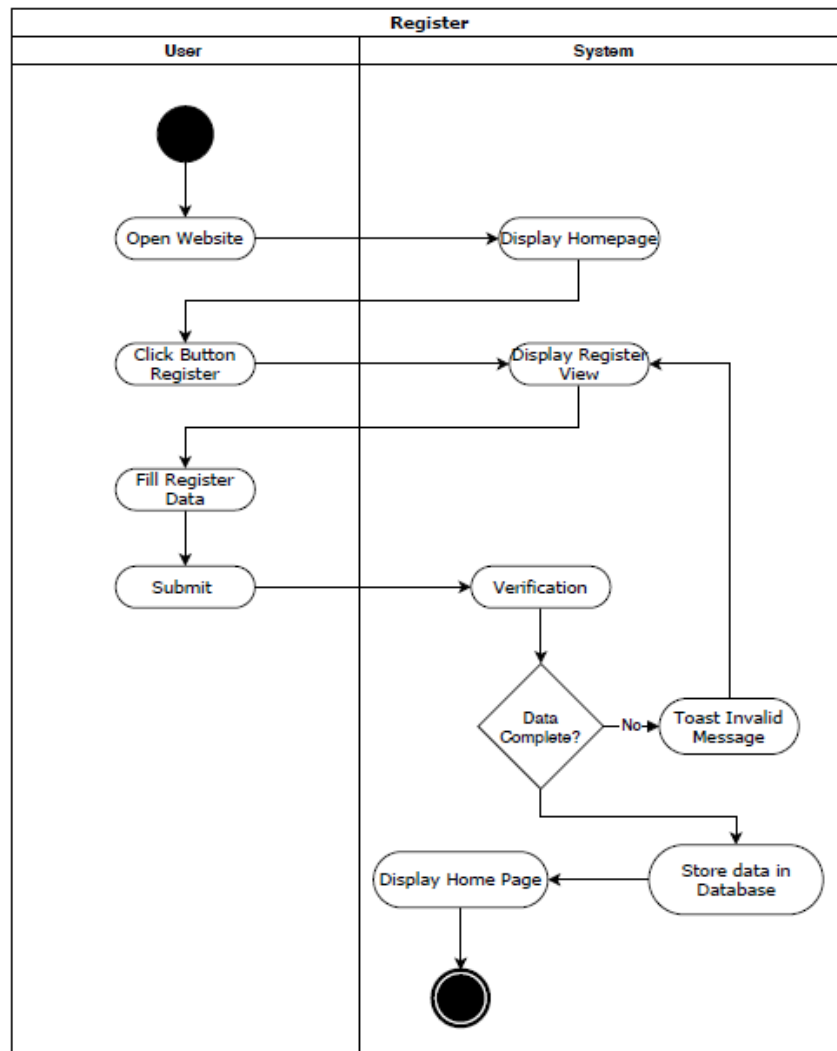 Register
User
System
Open Website
Display Homepage
Click Button
Register
Display Register
View
Fill Register
Data
Submit
Verification
Data
Complete?
No
Toast Invalid
Message
Store data in
Database
Display Home Page